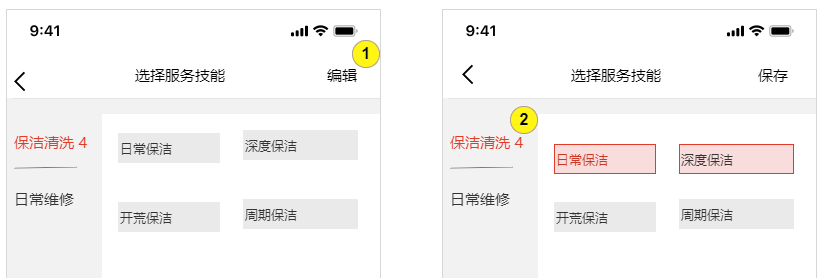 9:41
1
选择服务技能 编辑
保洁清洗 4
日常维修
日常保洁 深度保洁
开荒保洁 周期保洁
9:41
选择服务技能 保存
2
保洁清洗 4
日常维修
日常保洁 深度保洁
开荒保洁 周期保洁